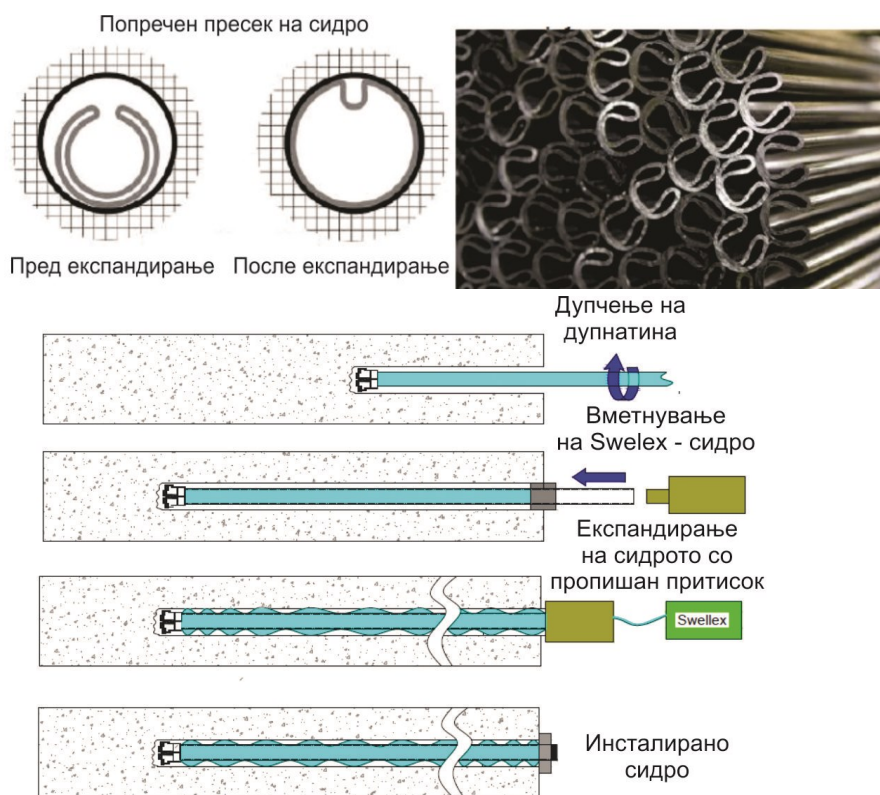 Попречен пресек на сидро
Пред експандирање
После експандирање
Дупчење на
дупнатина
Вметнување
на Swelex - сидро
Експандирање
на сидрото со
пропишан притисок
Swellex
Инсталирано
сидро